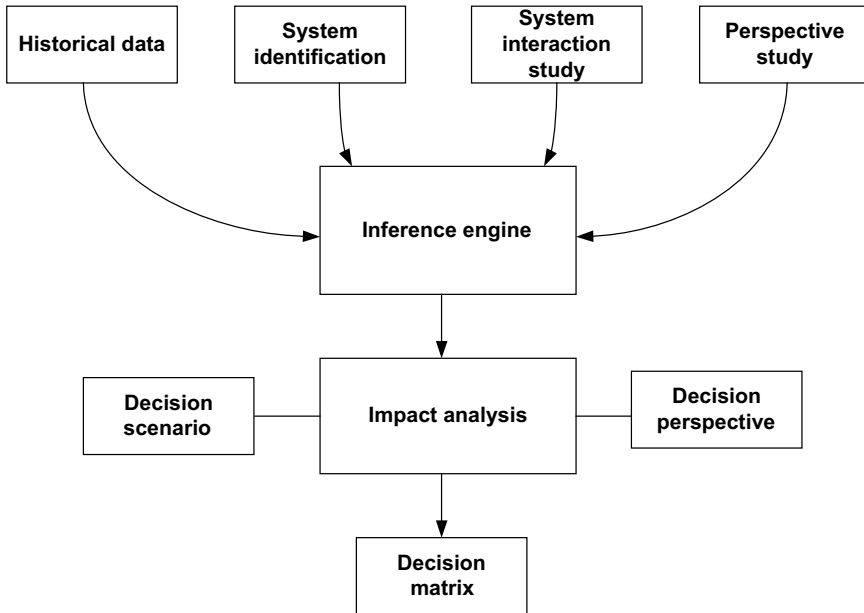 Historical data
System
identification
System
interaction
study
Perspective
study
Inference engine
Decision
scenario
Impact analysis
Decision
perspective
Decision
matrix